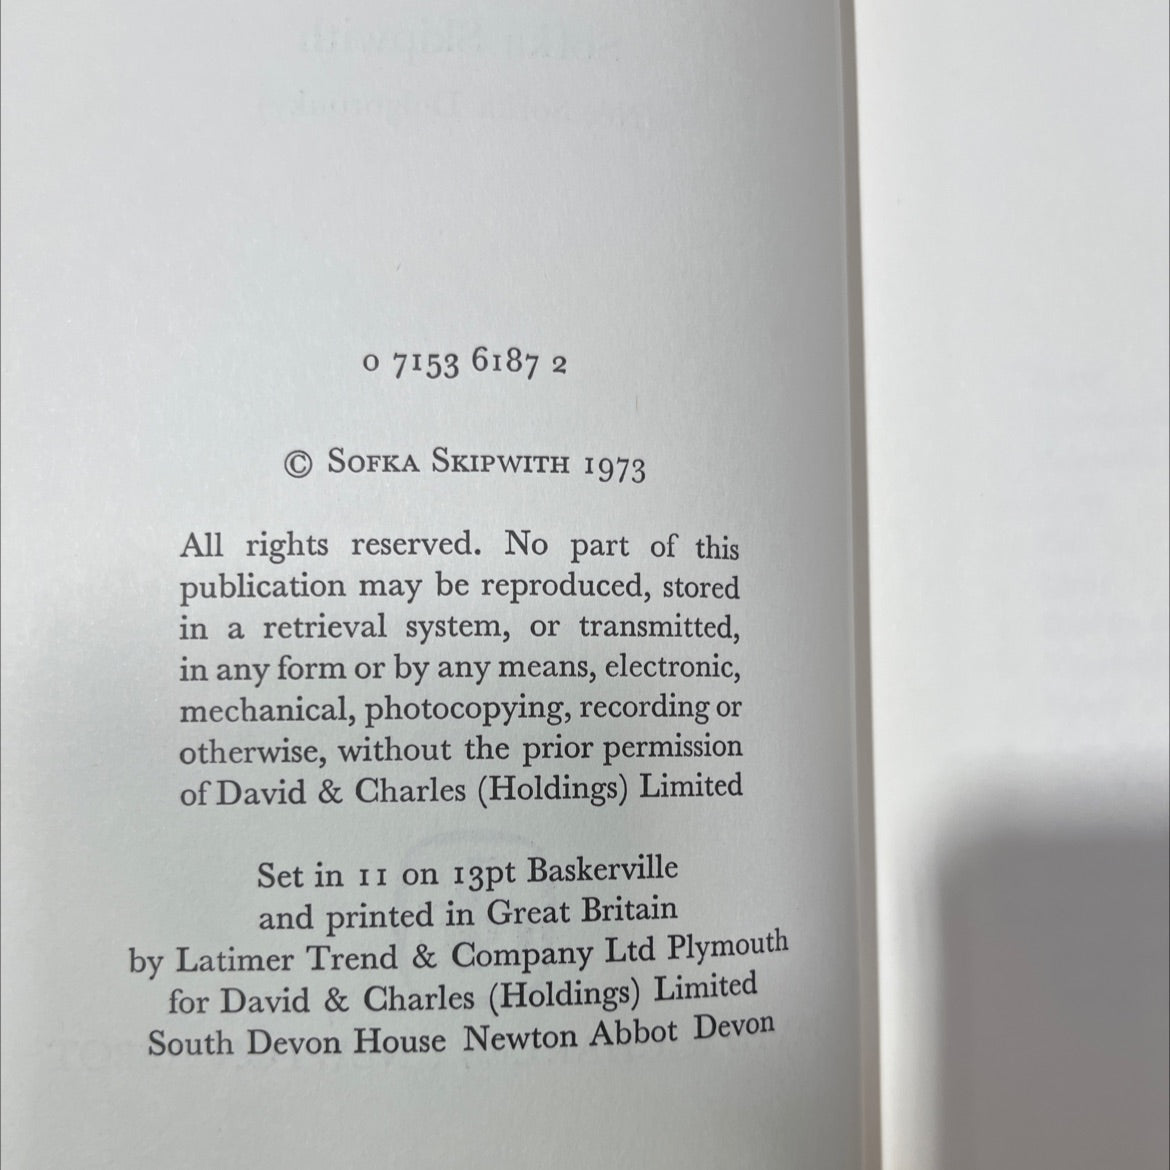 0 7153 6187 2
© SOFKA SKIPWITH 1973
All rights reserved. No part of this
publication may be reproduced, stored
in a retrieval system, or transmitted,
in any form or by any means, electronic,
mechanical, photocopying, recording or
otherwise, without the prior permission
of David & Charles (Holdings) Limited
Set in 11 on 13pt Baskerville
and printed in Great Britain
by Latimer Trend & Company Ltd Plymouth
for David & Charles (Holdings) Limited
South Devon House Newton Abbot Devon